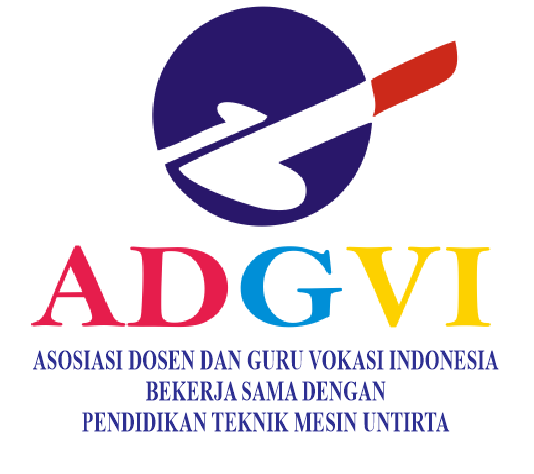 ADGVI
ASOSIASI DOSEN DAN GURU VOKASI INDONESIA
BEKERJA SAMA DENGAN
PENDIDIKAN TEKNIK MESIN UNTIRTA